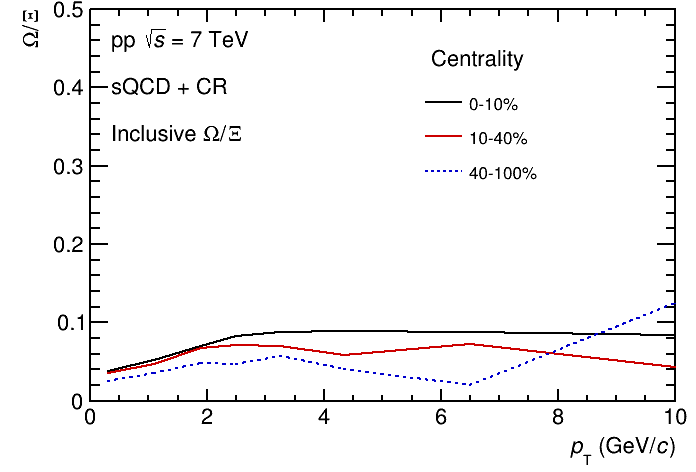 Ω/Ξ
0.5
0.4
0.3
0.2
0.1
0
pp √s = 7 TeV
sQCD + CR
Inclusive Ω/Ξ
Centrality
0-10%
10-40%
40-100%
0 2 4 6 8 10
p_T (GeV/c)